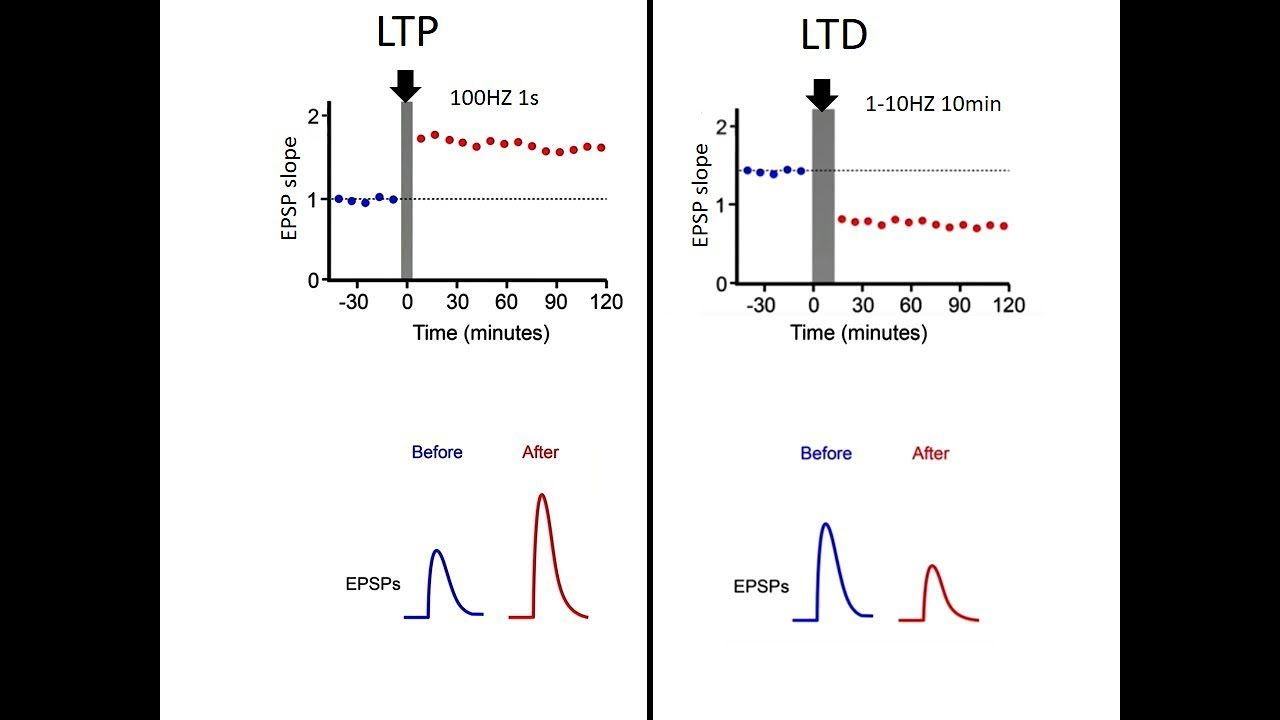 LTP
100HZ 1s
EPSP slope
2
1
0
-30 0 30 60 90 120
Time (minutes)
Before After
EPSPs
LTD
1-10HZ 10min
EPSP slope
2
1
0
-30 0 30 60 90 120
Time (minutes)
Before After
EPSPs